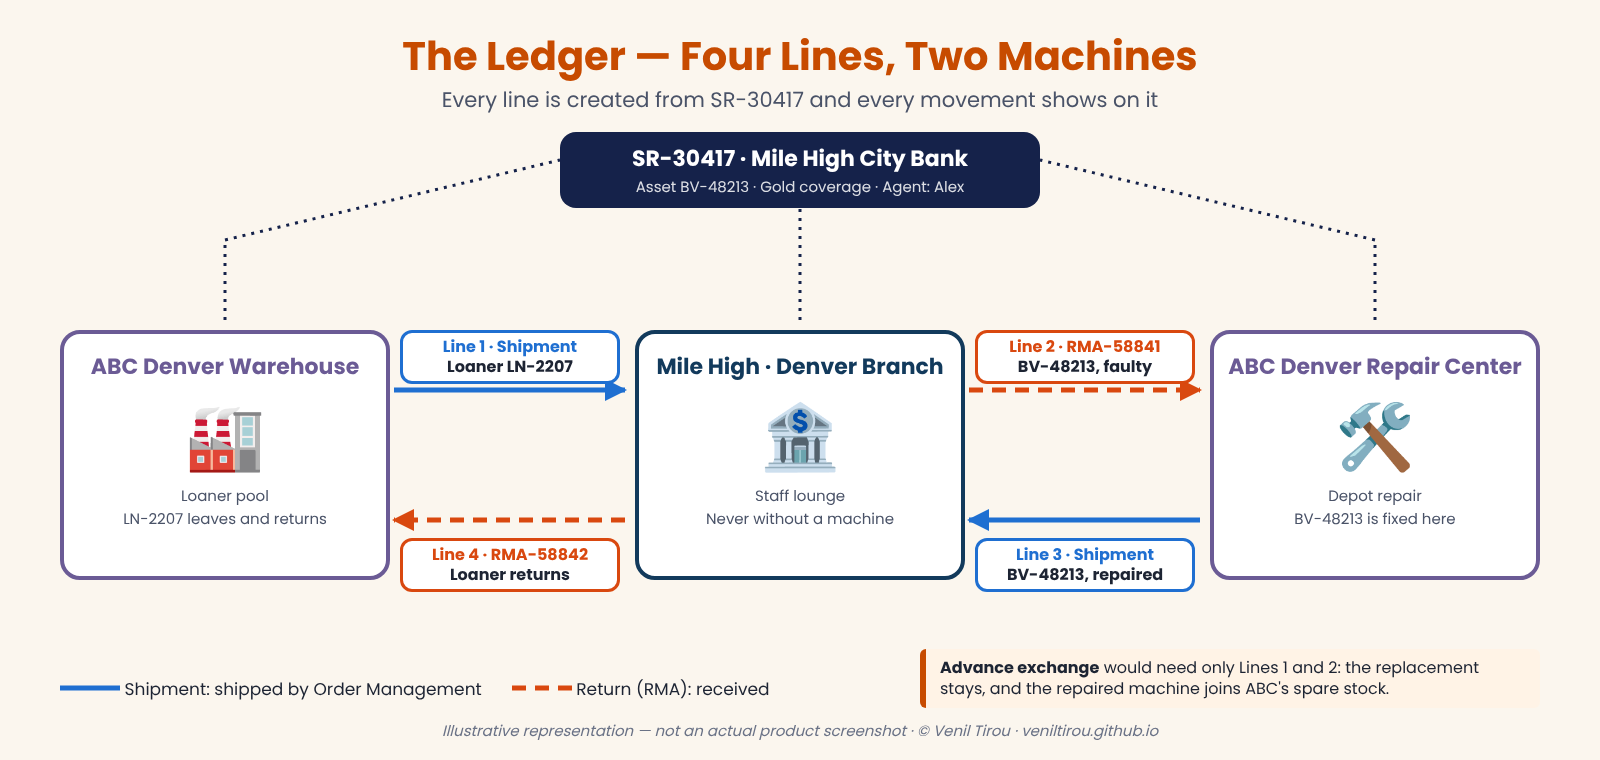 The Ledger — Four Lines, Two Machines
Every line is created from SR-30417 and every movement shows on it
SR-30417 · Mile High City Bank
Asset BV-48213 · Gold coverage · Agent: Alex
ABC Denver Warehouse
Loaner pool
LN-2207 leaves and returns
Line 1 · Shipment
Loaner LN-2207
Line 4 · RMA-58842
Loaner returns
Mile High · Denver Branch
$
Staff lounge
Never without a machine
Line 2 · RMA-58841
BV-48213, faulty
Line 3 · Shipment
BV-48213, repaired
ABC Denver Repair Center
Depot repair
BV-48213 is fixed here
Shipment: shipped by Order Management
Return (RMA): received
Advance exchange would need only Lines 1 and 2: the replacement
stays, and the repaired machine joins ABC's spare stock.
Illustrative representation — not an actual product screenshot · © Venil Tirou · veniltirou.github.io